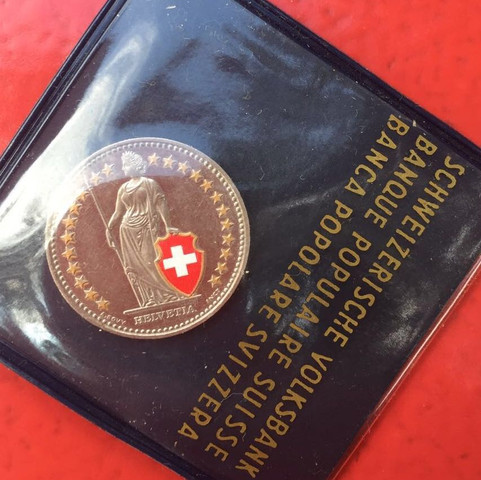 SCHWEIZERISCHE VOLKSBANK
BANQUE POPULAIRE SUISSE
BANCA POPOLARE SVIZZERA
HELVETIA